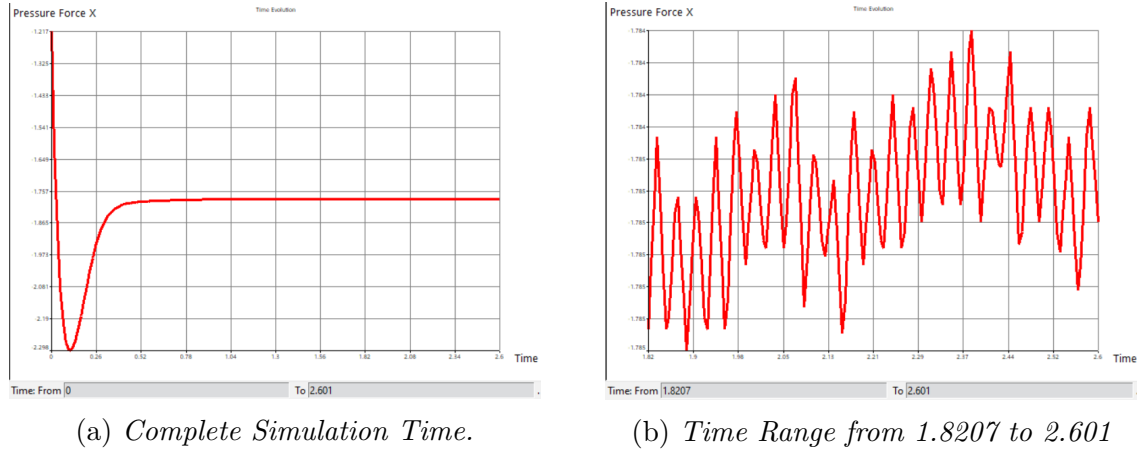 Pressure Force X
Time Evolution
-1.217
-1.325
-1.433
-1.541
-1.649
-1.757
-1.865
-1.973
-2.081
-2.19
-2.298
0 0.26 0.52 0.78 1.04 1.3 1.56 1.82 2.08 2.34 2.6
Time
Time: From 0 To 2.601
(a) Complete Simulation Time.
Pressure Force X
Time Evolution
-1.784
-1.784
-1.784
-1.784
-1.785
-1.785
-1.785
-1.785
-1.785
-1.785
1.82 1.9 1.98 2.05 2.13 2.21 2.29 2.37 2.44 2.52 2.6
Time
Time: From 1.8207 To 2.601
(b) Time Range from 1.8207 to 2.601